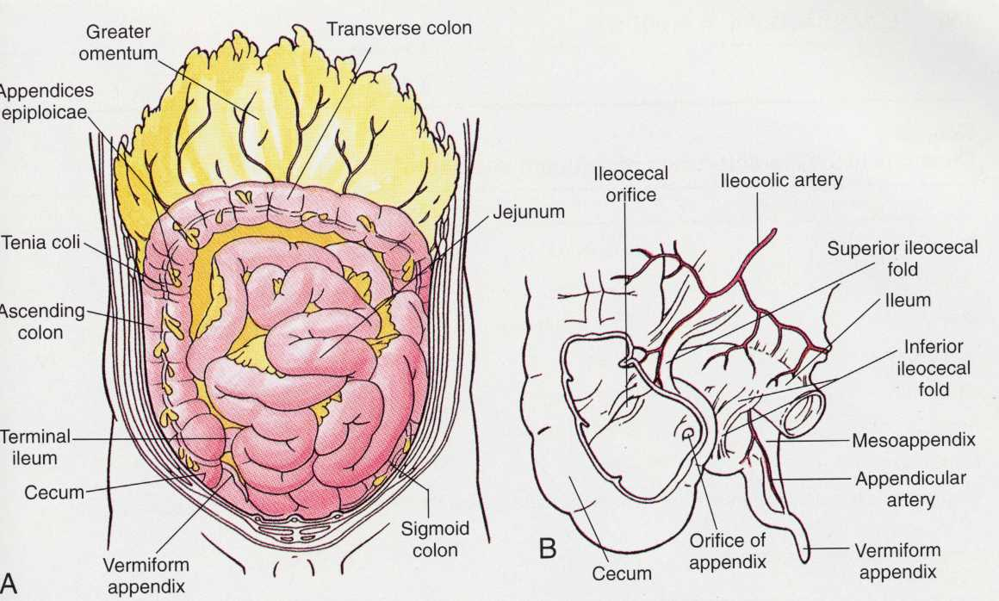 Greater
omentum
Transverse colon
Appendices
epiploicae
Tenia coli
Jejunum
Ascending
colon
Terminal
ileum
Cecum
Vermiform
appendix
Sigmoid
colon
A
Ileocecal
orifice
Ileocolic artery
Superior ileocecal
fold
Ileum
Inferior
ileocecal
fold
Mesoappendix
Appendicular
artery
Vermiform
appendix
Orifice of
appendix
Cecum
B